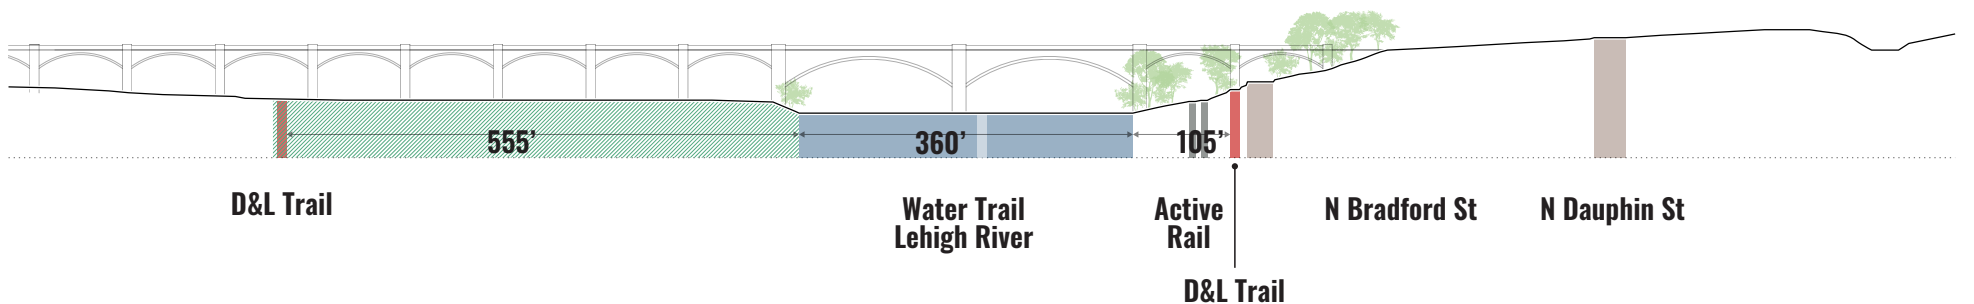 555’
360’
105’
D&L Trail
Water Trail
Lehigh River
Active
Rail
N Bradford St
N Dauphin St
D&L Trail